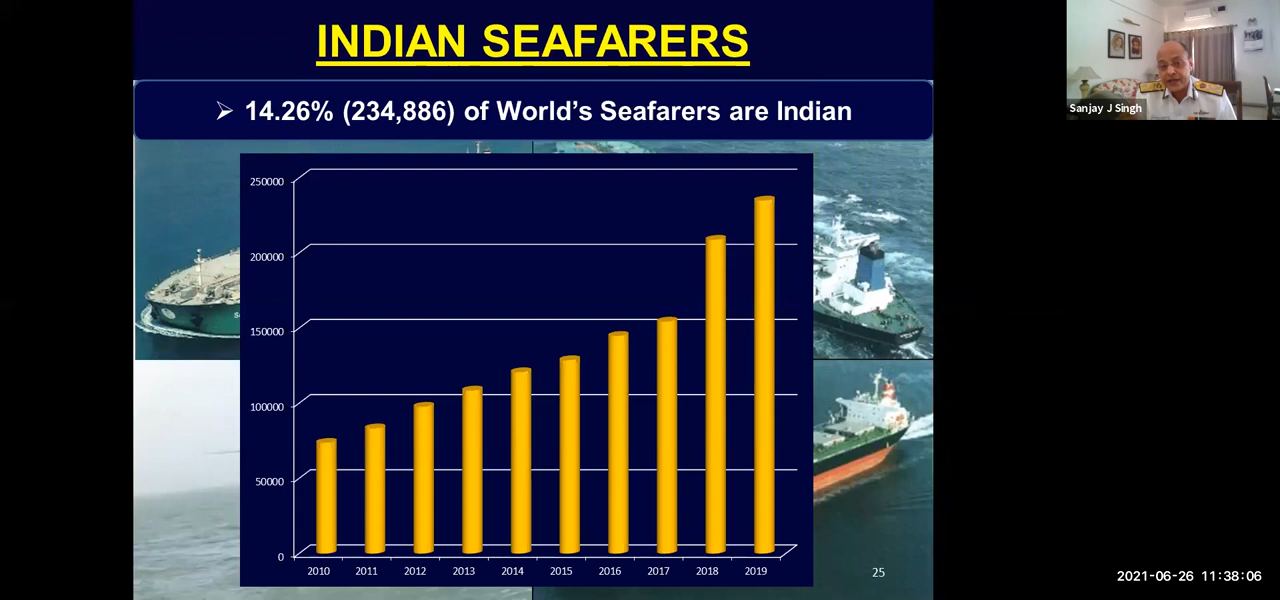 INDIAN SEAFARERS
➢ 14.26% (234,886) of World's Seafarers are Indian
Sanjay J Singh
250000
200000
150000
100000
50000
0
2010 2011 2012 2013 2014 2015 2016 2017 2018 2019
25
2021-06-26 11:38:06